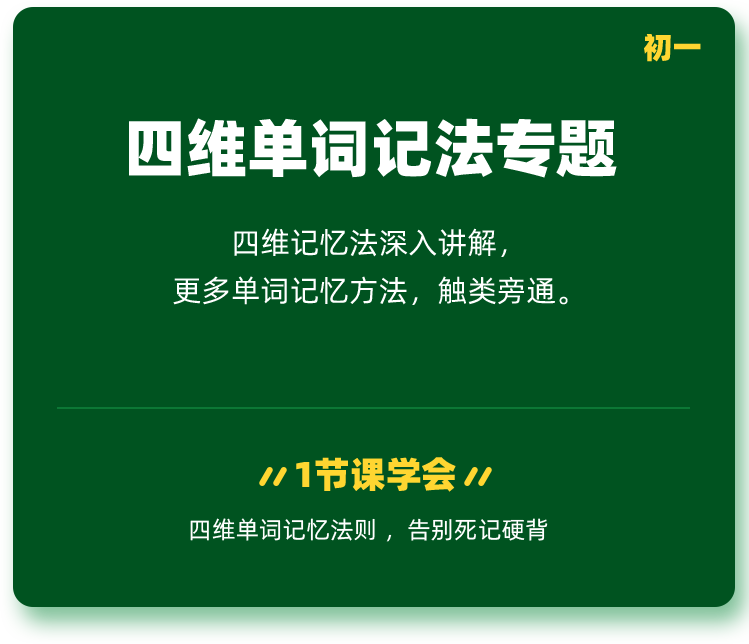 初一
四维单词记法专题
四维记忆法深入讲解，
更多单词记忆方法，触类旁通。
1节课学会
四维单词记忆法则，告别死记硬背